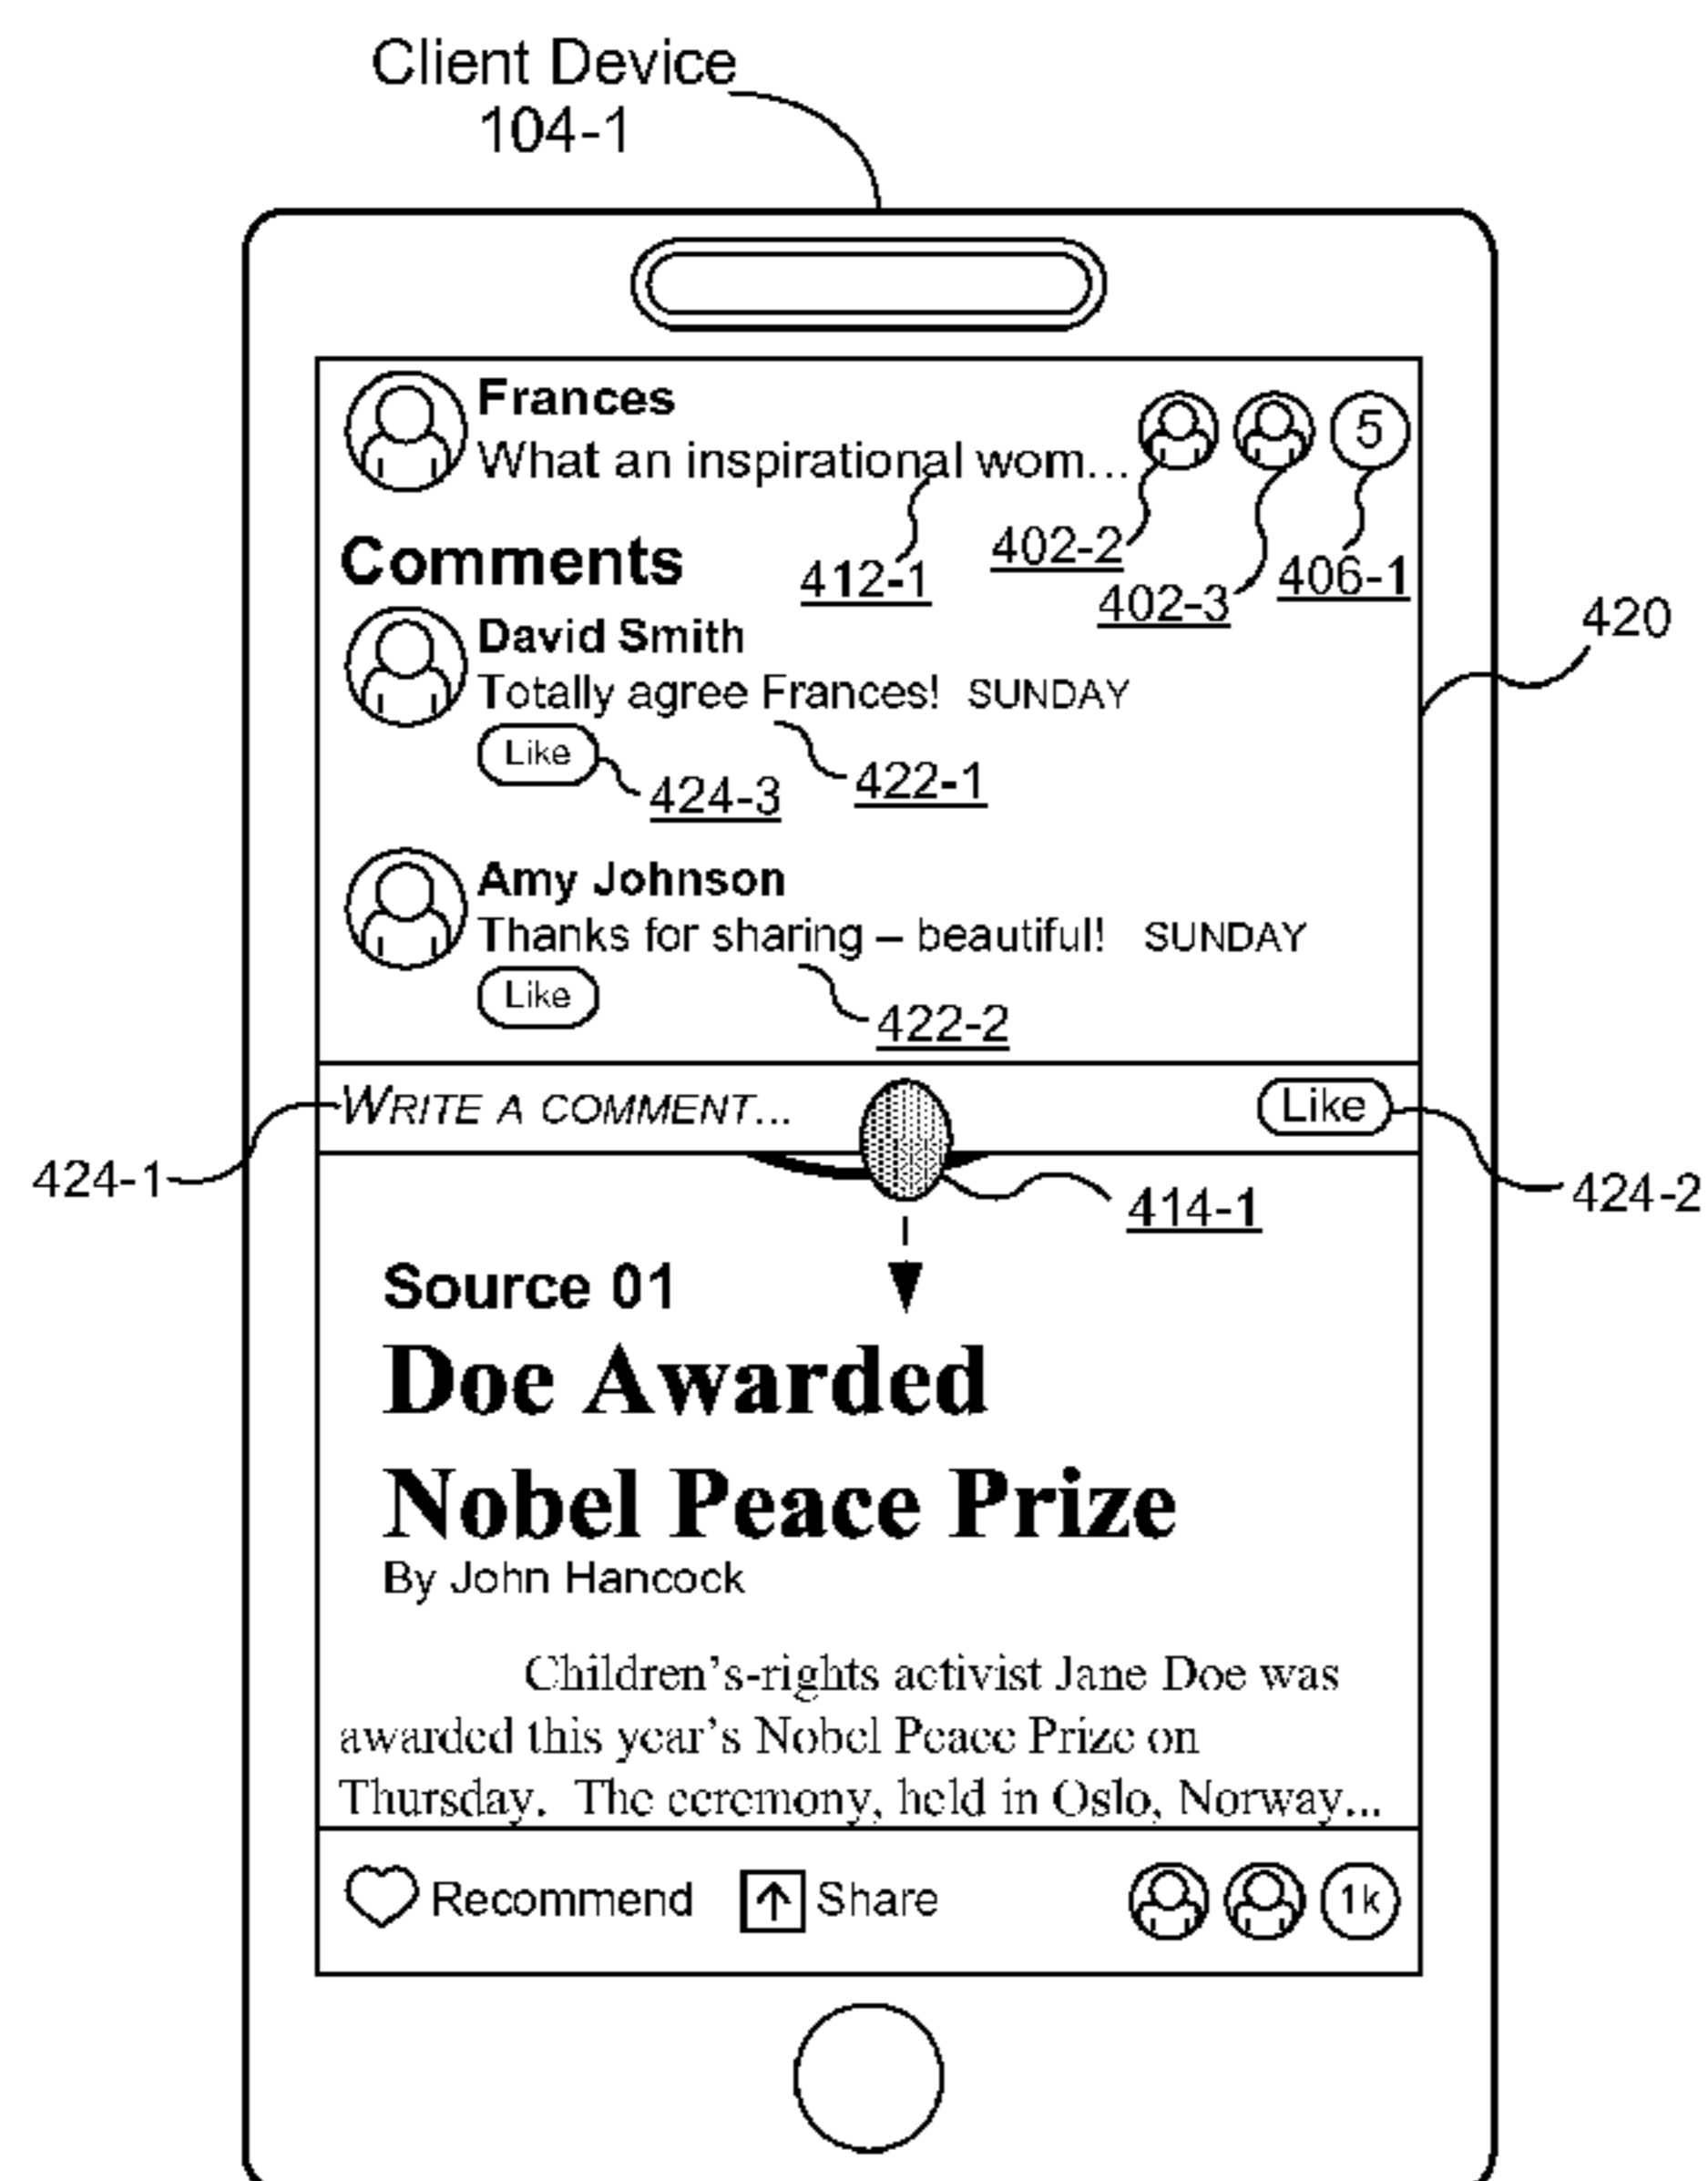 Client Device
104-1
Frances
What an inspirational wom...
5
412-1
402-2
402-3
406-1
420
Comments
David Smith
Totally agree Frances! SUNDAY
Like
424-3
422-1
Amy Johnson
Thanks for sharing – beautiful! SUNDAY
Like
422-2
WRITE A COMMENT...
Like
424-1
424-2
414-1
Source 01
Doe Awarded
Nobel Peace Prize
By John Hancock
Children's-rights activist Jane Doe was
awarded this year's Nobel Peace Prize on
Thursday. The ceremony, held in Oslo, Norway...
Recommend Share 1k